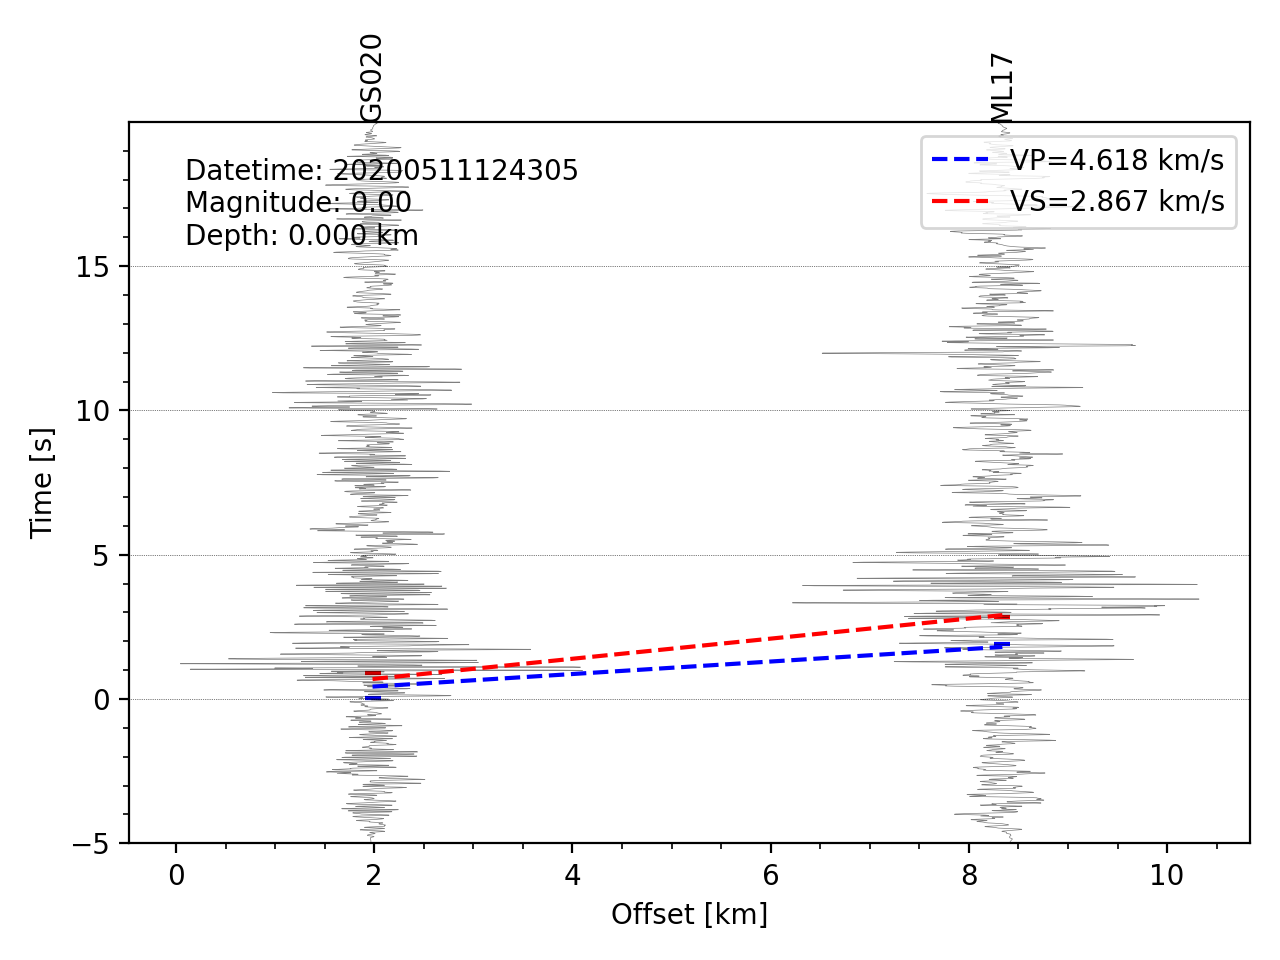 GS020
ML17
Datetime: 20200511124305
Magnitude: 0.00
Depth: 0.000 km
VP=4.618 km/s
VS=2.867 km/s
15
10
5
0
−5
Time [s]
0 2 4 6 8 10
Offset [km]